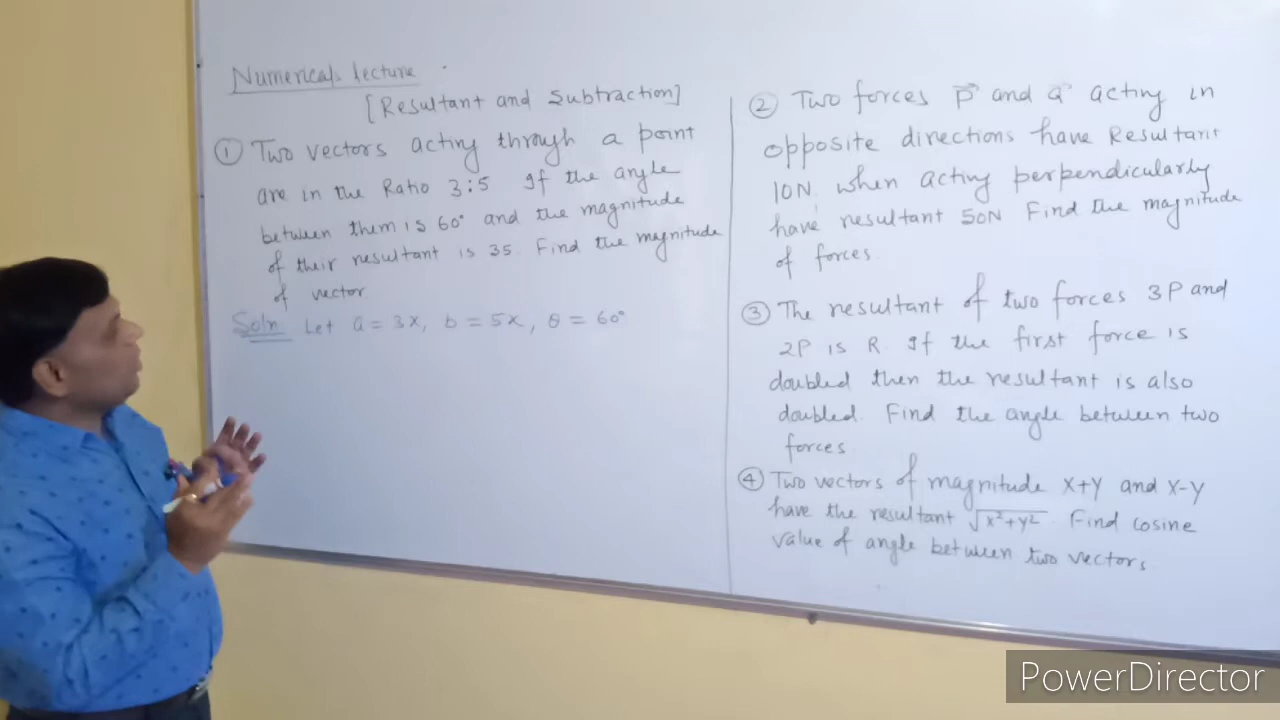 Numericals lecture
[Resultant and Subtraction]
① Two vectors acting through a point
are in the Ratio 3:5 If the angle
between them is 60° and the magnitude
of their resultant is 35. Find the magnitude
of vector
Soln. Let a = 3x, b = 5x, θ = 60°
② Two forces P⃗ and Q⃗ acting in
opposite directions have Resultant
10N. when acting perpendicularly
have resultant 50N Find the magnitude
of forces
③ The resultant of two forces 3P and
2P is R If the first force is
doubled then the resultant is also
doubled. Find the angle between two
forces
④ Two vectors of magnitude x+y and x-y
have the resultant √x²+y² Find cosine
value of angle between two vectors
PowerDirector